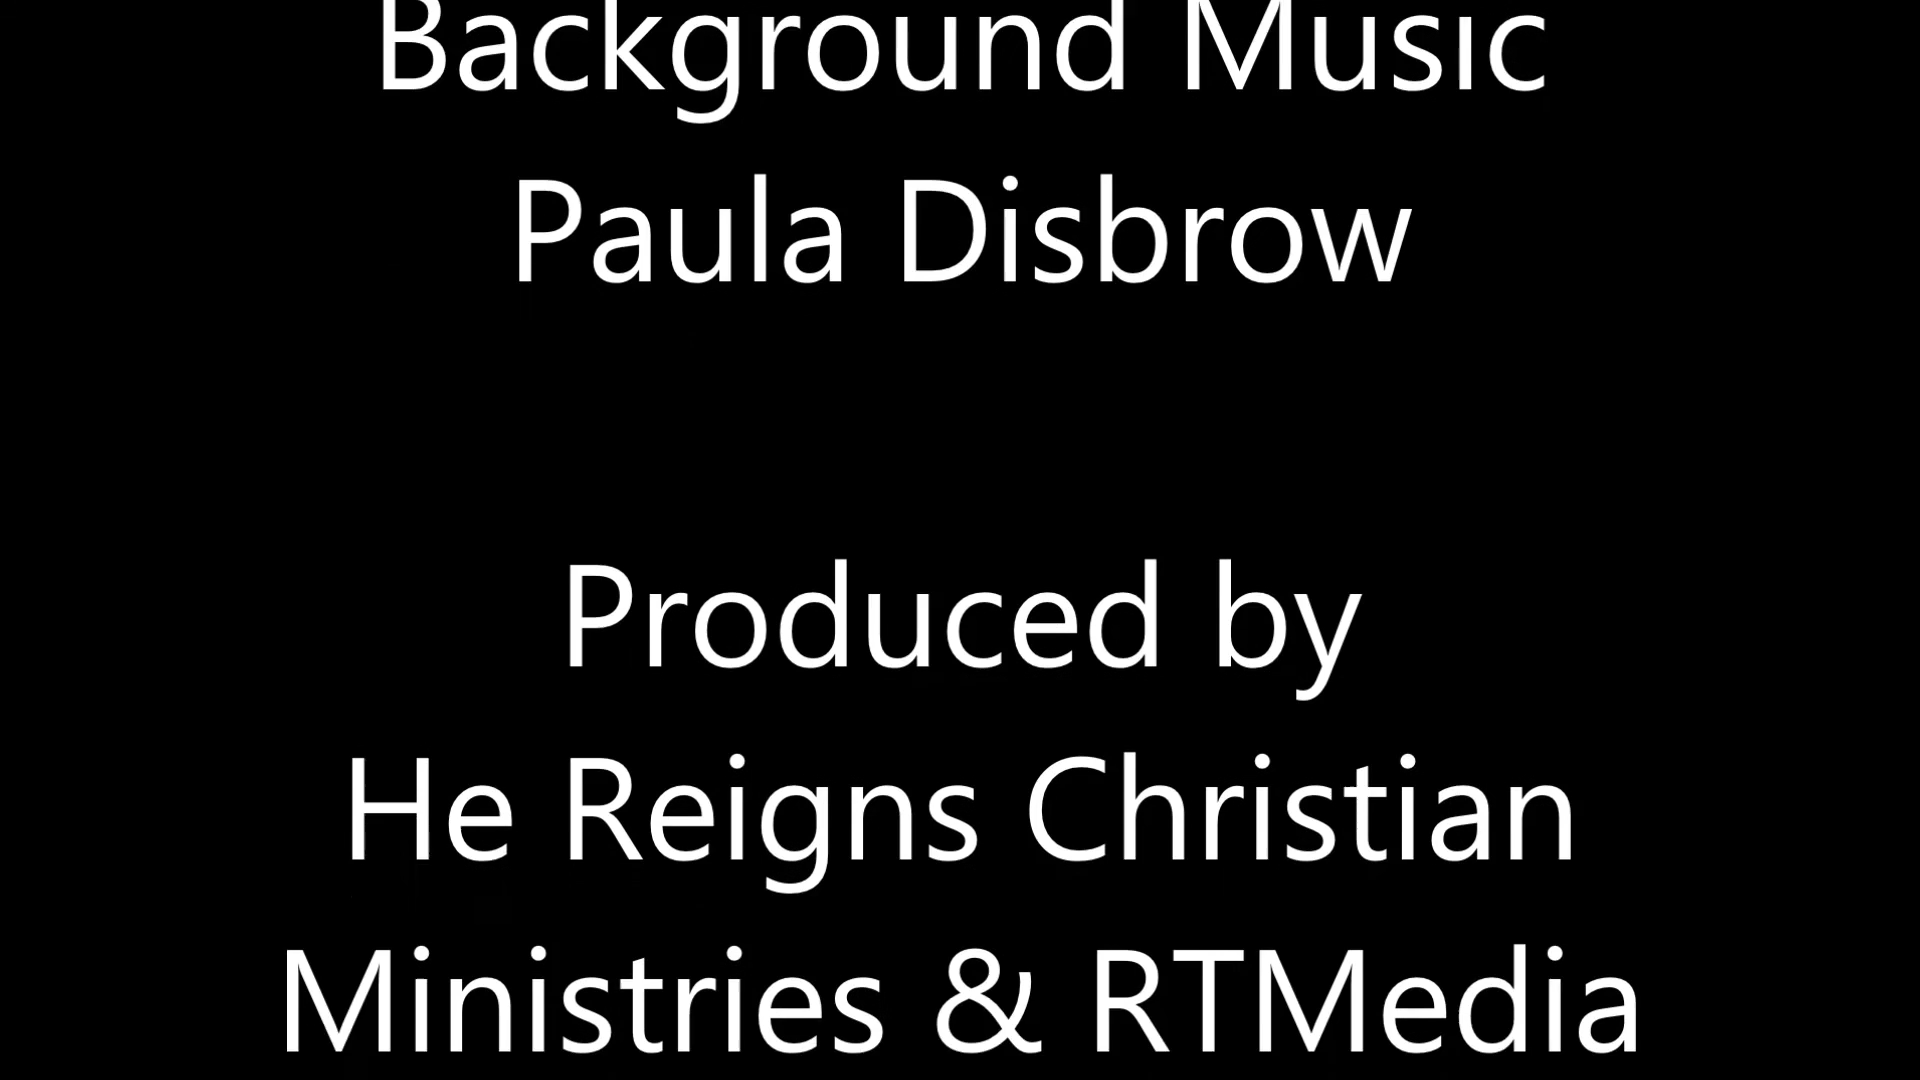 Background Music
Paula Disbrow
Produced by
He Reigns Christian
Ministries & RTMedia